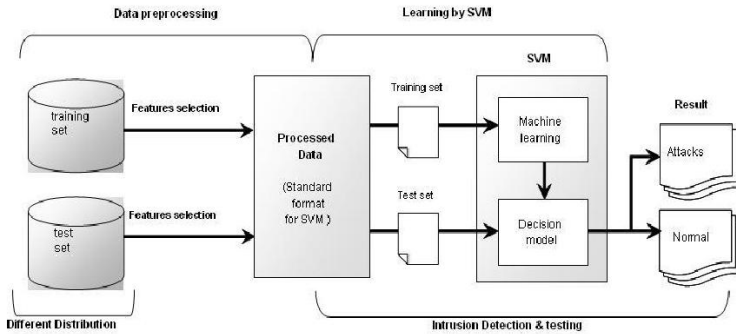 Data preprocessing
Learning by SVM
SVM
training
set
Features selection
Processed
Data
(Standard
format
for SVM )
Training set
Machine
learning
Result
Attacks
test
set
Features selection
Test set
Decision
model
Normal
Different Distribution
Intrusion Detection & testing